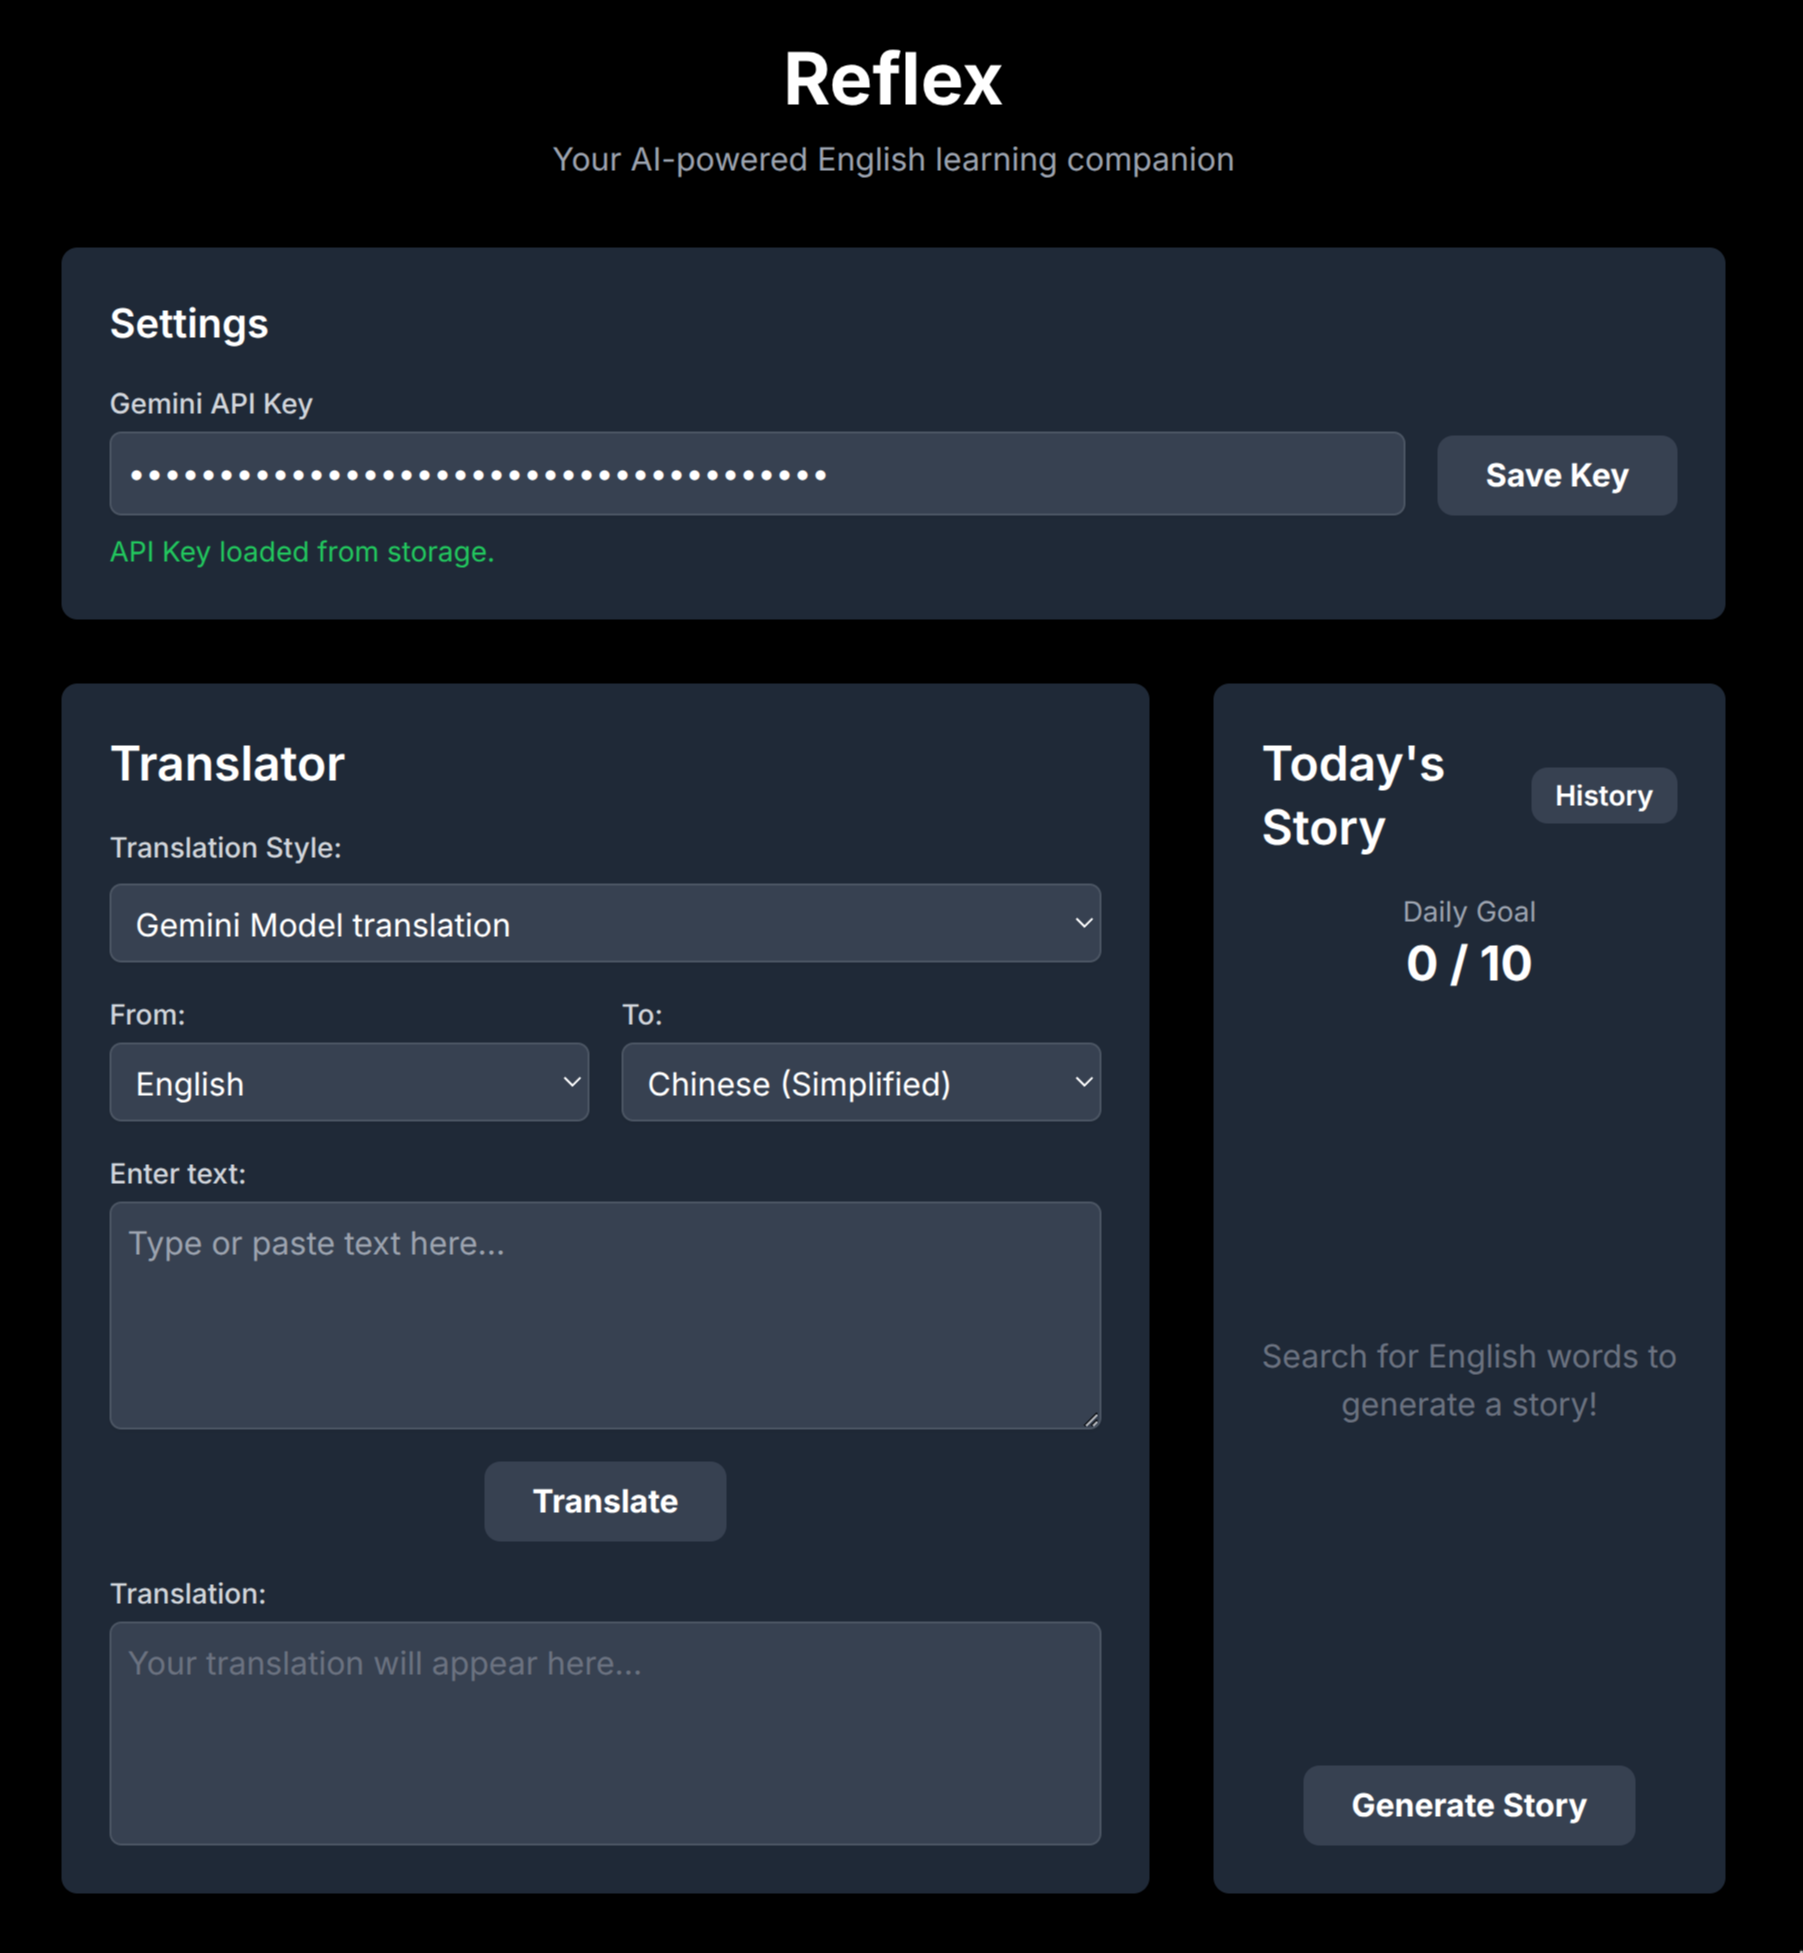 Reflex
Your AI-powered English learning companion
Settings
Gemini API Key
•••••••••••••••••••••••••••••••••••••••
Save Key
API Key loaded from storage.
Translator
Translation Style:
Gemini Model translation
From:
To:
English
Chinese (Simplified)
Enter text:
Type or paste text here...
Translate
Translation:
Your translation will appear here...
Today's
Story
History
Daily Goal
0 / 10
Search for English words to
generate a story!
Generate Story